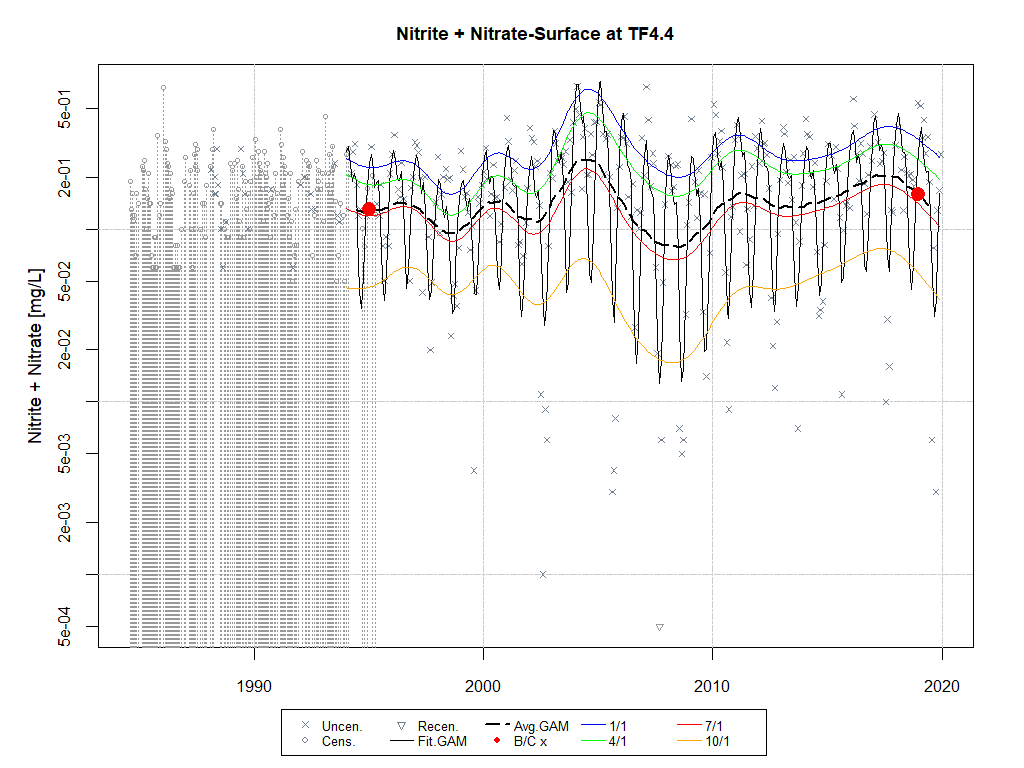 Nitrite + Nitrate-Surface at TF4.4
Nitrite + Nitrate [mg/L]
5e-01
2e-01
5e-02
2e-02
5e-03
2e-03
5e-04
1990 2000 2010 2020
Uncen. Recen. Avg.GAM 1/1 7/1
Cens. Fit.GAM B/C x 4/1 10/1